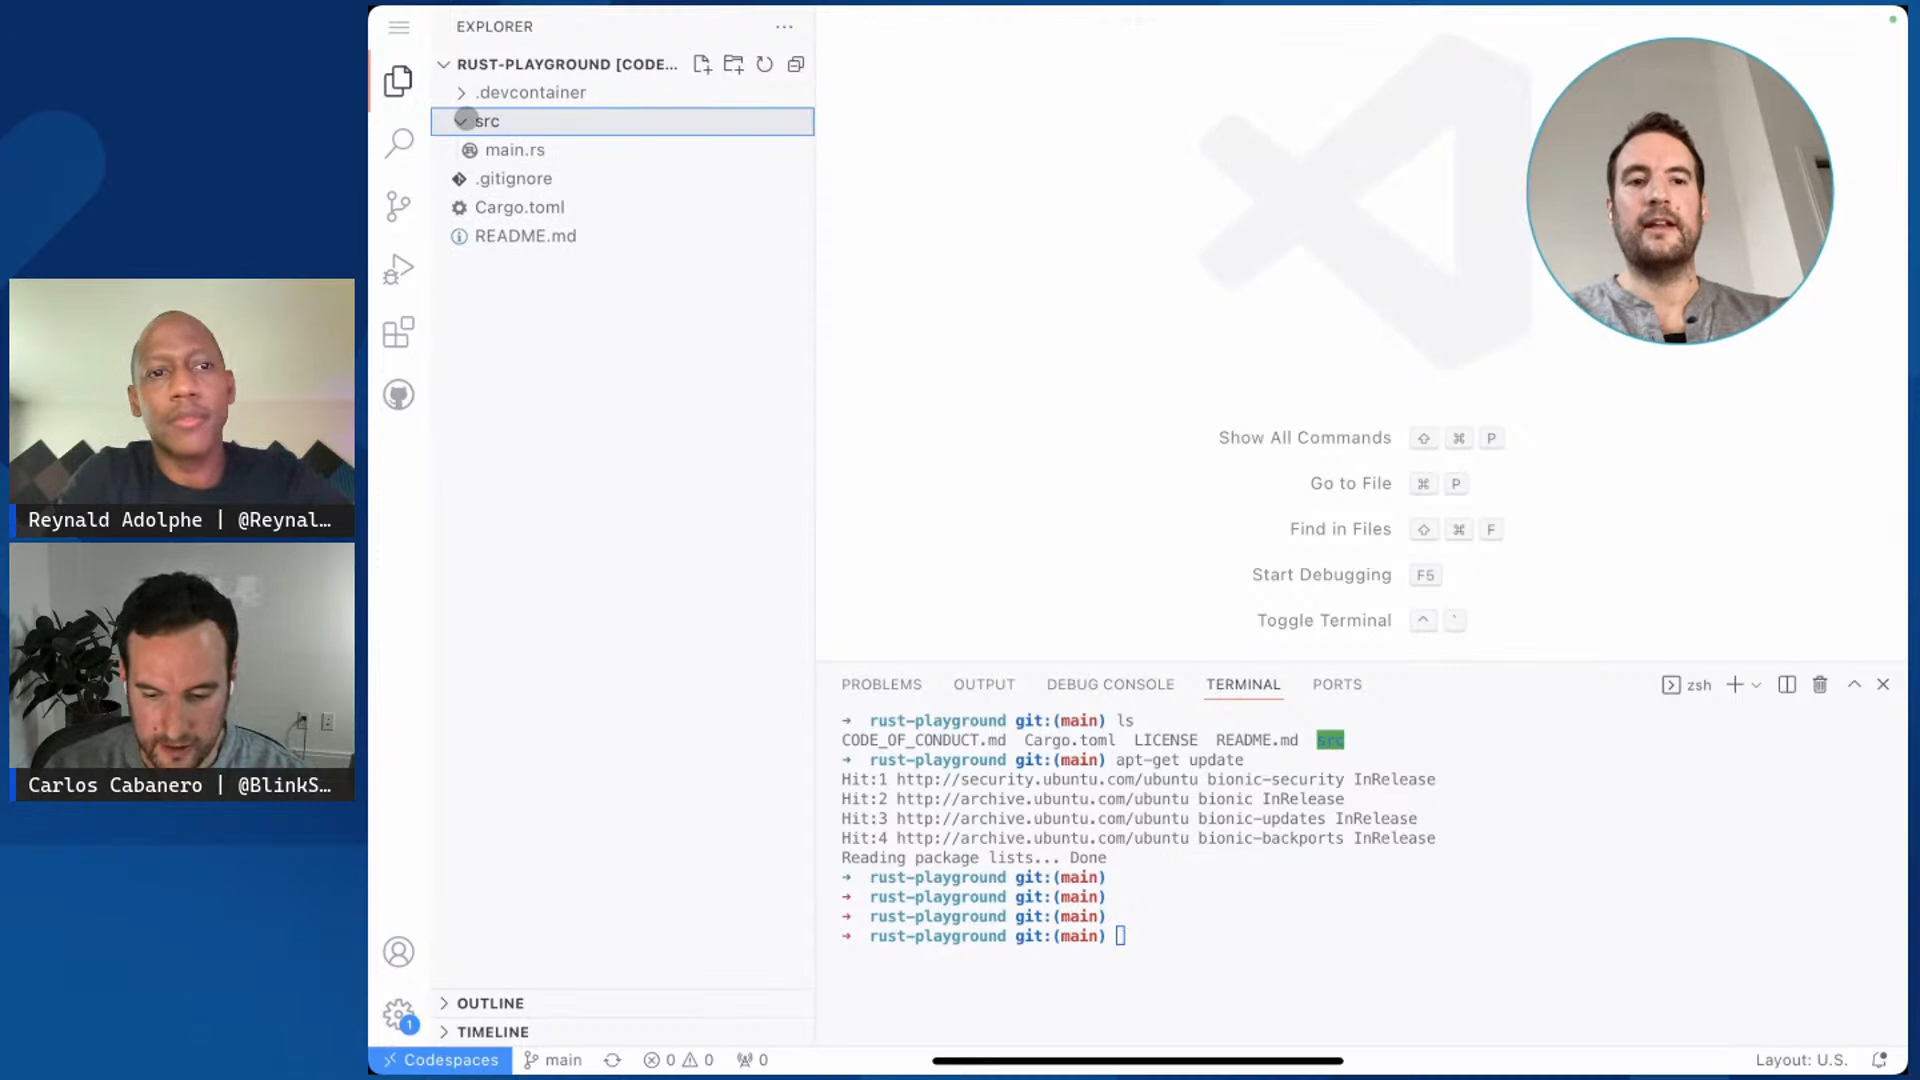 EXPLORER
RUST-PLAYGROUND [CODE...
.devcontainer
src
main.rs
.gitignore
Cargo.toml
README.md
Reynald Adolphe | @Reynal...
Carlos Cabanero | @BlinkS...
Show All Commands ⇧ ⌘ P
Go to File ⌘ P
Find in Files ⇧ ⌘ F
Start Debugging F5
Toggle Terminal ^ `
PROBLEMS OUTPUT DEBUG CONSOLE TERMINAL PORTS zsh
→ rust-playground git:(main) ls
CODE_OF_CONDUCT.md Cargo.toml LICENSE README.md src
→ rust-playground git:(main) apt-get update
Hit:1 http://security.ubuntu.com/ubuntu bionic-security InRelease
Hit:2 http://archive.ubuntu.com/ubuntu bionic InRelease
Hit:3 http://archive.ubuntu.com/ubuntu bionic-updates InRelease
Hit:4 http://archive.ubuntu.com/ubuntu bionic-backports InRelease
Reading package lists... Done
→ rust-playground git:(main)
→ rust-playground git:(main)
→ rust-playground git:(main)
→ rust-playground git:(main)
OUTLINE
TIMELINE
1
Codespaces main 0 0 0 Layout: U.S.